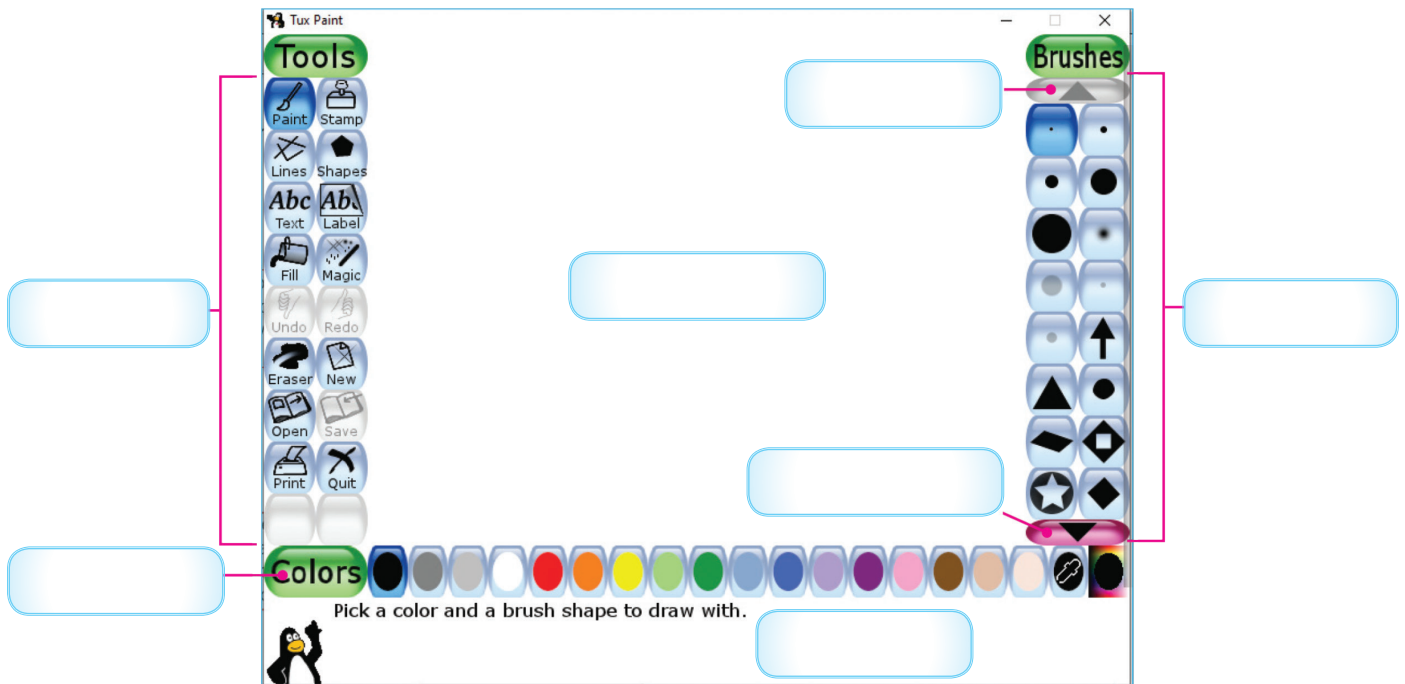 Tux Paint
Tools
Brushes
Paint Stamp
Lines Shapes
Abc Abc
Text Label
Fill Magic
Undo Redo
Eraser New
Open Save
Print Quit
Colors
Pick a color and a brush shape to draw with.